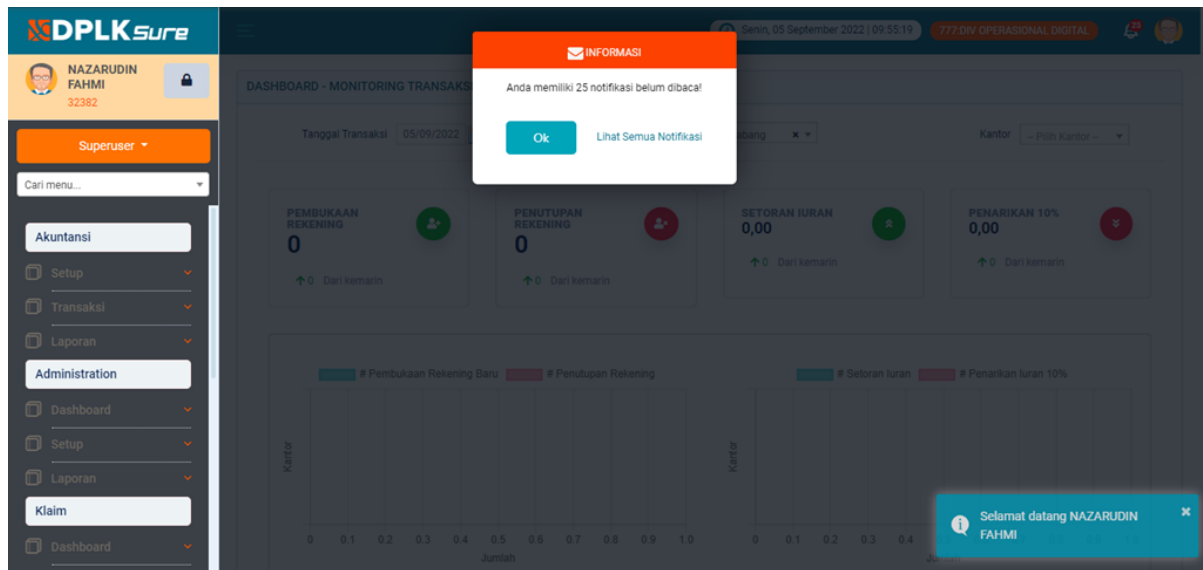 DPLKSure
NAZARUDIN
FAHMI
32382
Superuser
Cari menu...
Akuntansi
Setup
Transaksi
Laporan
Administration
Dashboard
Setup
Laporan
Klaim
Dashboard
Senin, 05 September 2022 | 09:55:19
777:DIV OPERASIONAL DIGITAL
INFORMASI
Anda memiliki 25 notifikasi belum dibaca!
Ok
Lihat Semua Notifikasi
DASHBOARD - MONITORING TRANSAKS
Tanggal Transaksi 05/09/2022
abang ×
Kantor -- Pilih Kantor --
PEMBUKAAN
REKENING
0
0 Dari kemarin
PENUTUPAN
REKENING
0
0 Dari kemarin
SETORAN IURAN
0,00
0 Dari kemarin
PENARIKAN 10%
0,00
0 Dari kemarin
# Pembukaan Rekening Baru # Penutupan Rekening
Kantor
0 0.1 0.2 0.3 0.4 0.5 0.6 0.7 0.8 0.9 1.0
Jumlah
# Setoran Iuran # Penarikan Iuran 10%
Kantor
0 0.1 0.2 0.3 0.4
Selamat datang NAZARUDIN
FAHMI
×